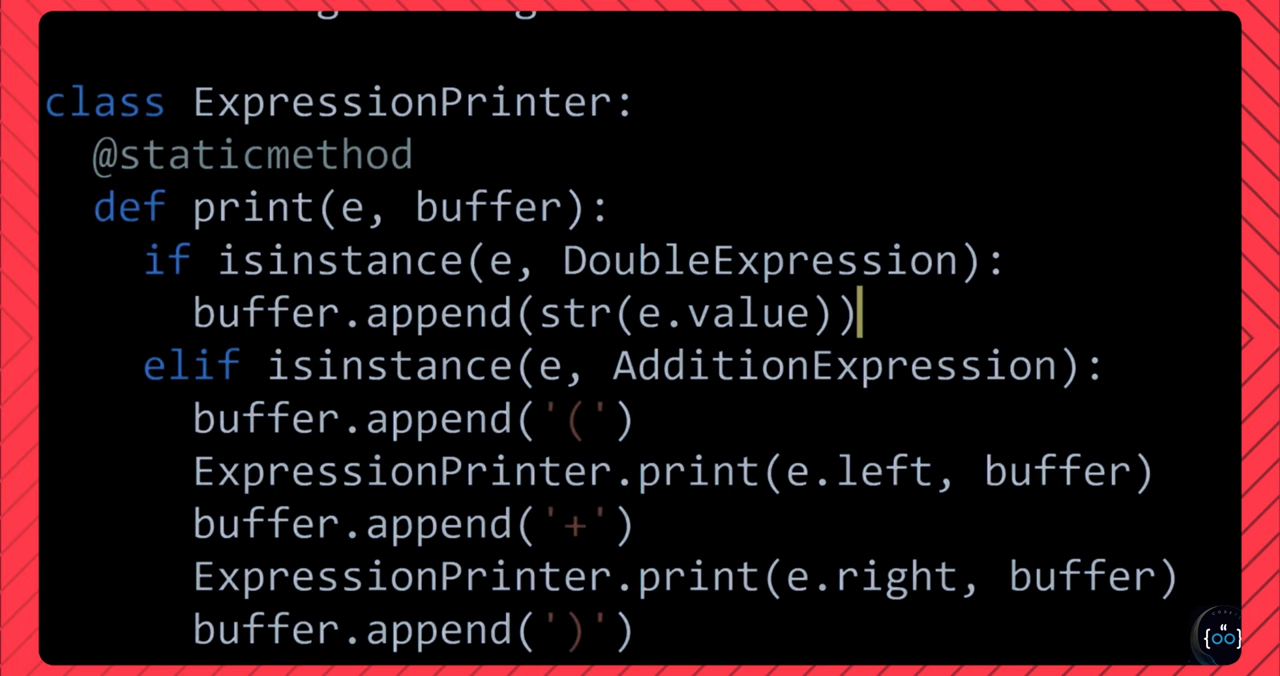 class ExpressionPrinter:
  @staticmethod
  def print(e, buffer):
    if isinstance(e, DoubleExpression):
      buffer.append(str(e.value))
    elif isinstance(e, AdditionExpression):
      buffer.append('(')
      ExpressionPrinter.print(e.left, buffer)
      buffer.append('+')
      ExpressionPrinter.print(e.right, buffer)
      buffer.append(')')